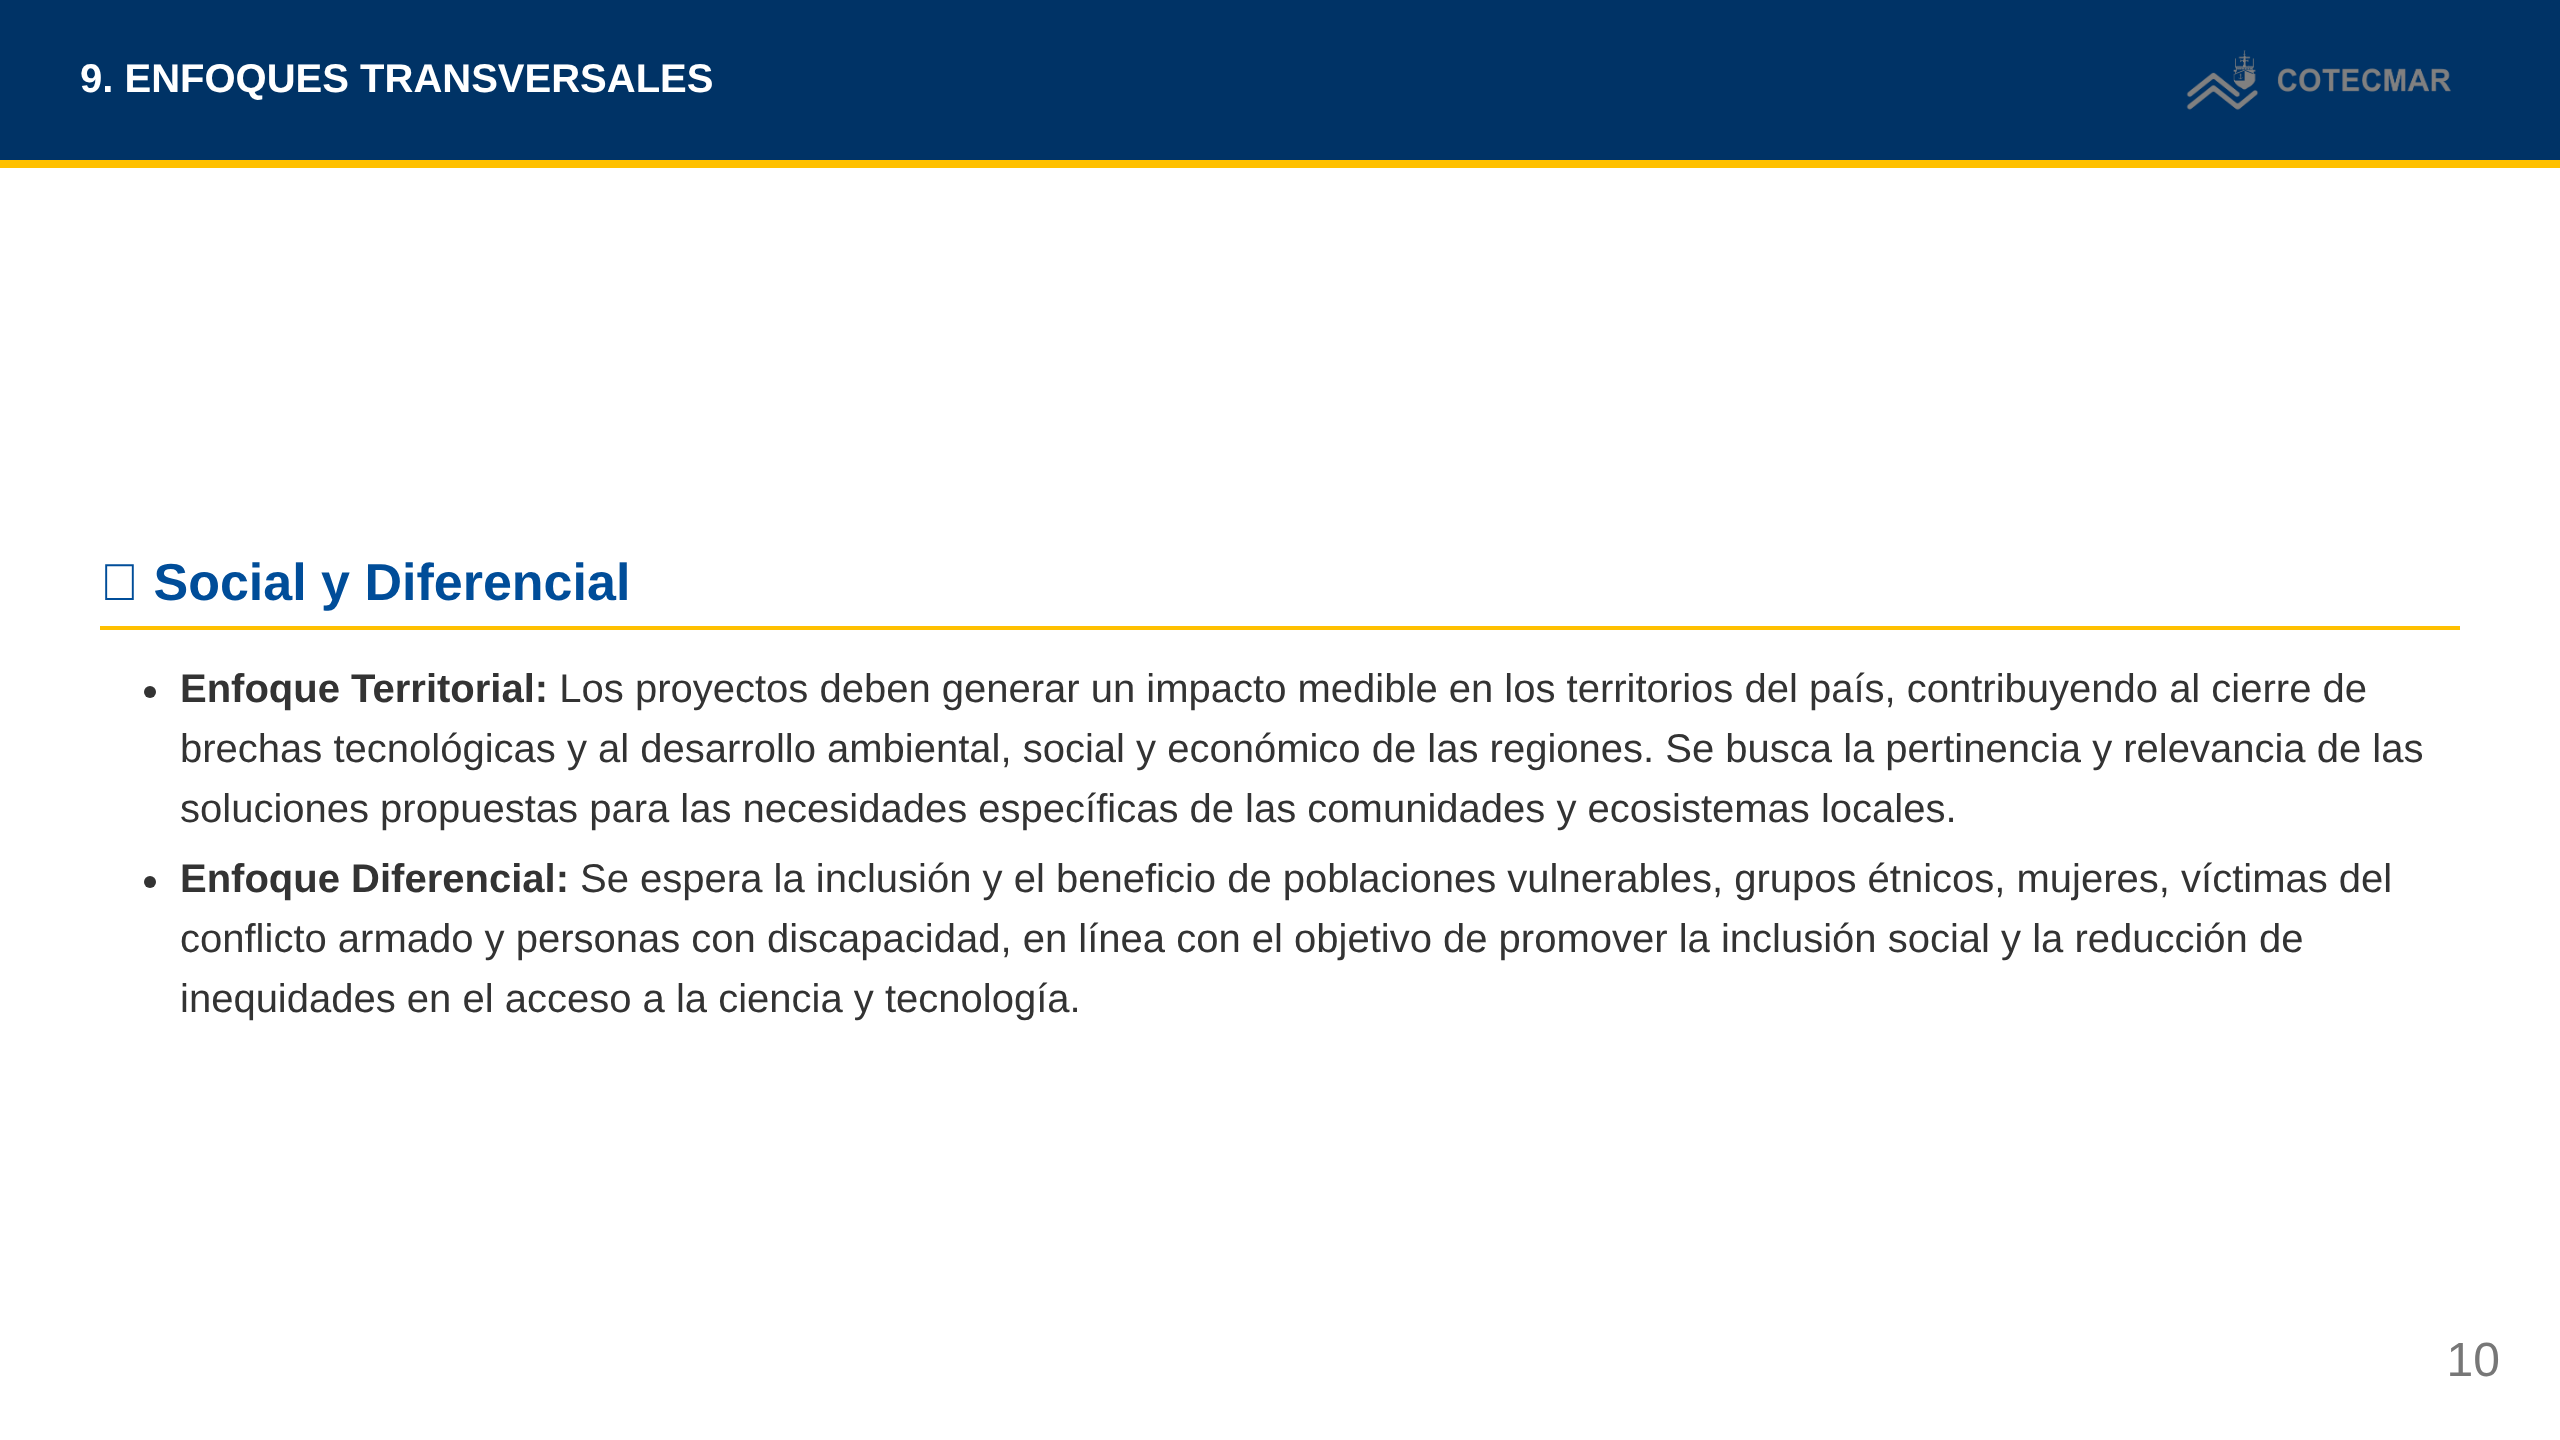 9. ENFOQUES TRANSVERSALES
COTECMAR
Social y Diferencial
• Enfoque Territorial: Los proyectos deben generar un impacto medible en los territorios del país, contribuyendo al cierre de
brechas tecnológicas y al desarrollo ambiental, social y económico de las regiones. Se busca la pertinencia y relevancia de las
soluciones propuestas para las necesidades específicas de las comunidades y ecosistemas locales.
• Enfoque Diferencial: Se espera la inclusión y el beneficio de poblaciones vulnerables, grupos étnicos, mujeres, víctimas del
conflicto armado y personas con discapacidad, en línea con el objetivo de promover la inclusión social y la reducción de
inequidades en el acceso a la ciencia y tecnología.
10